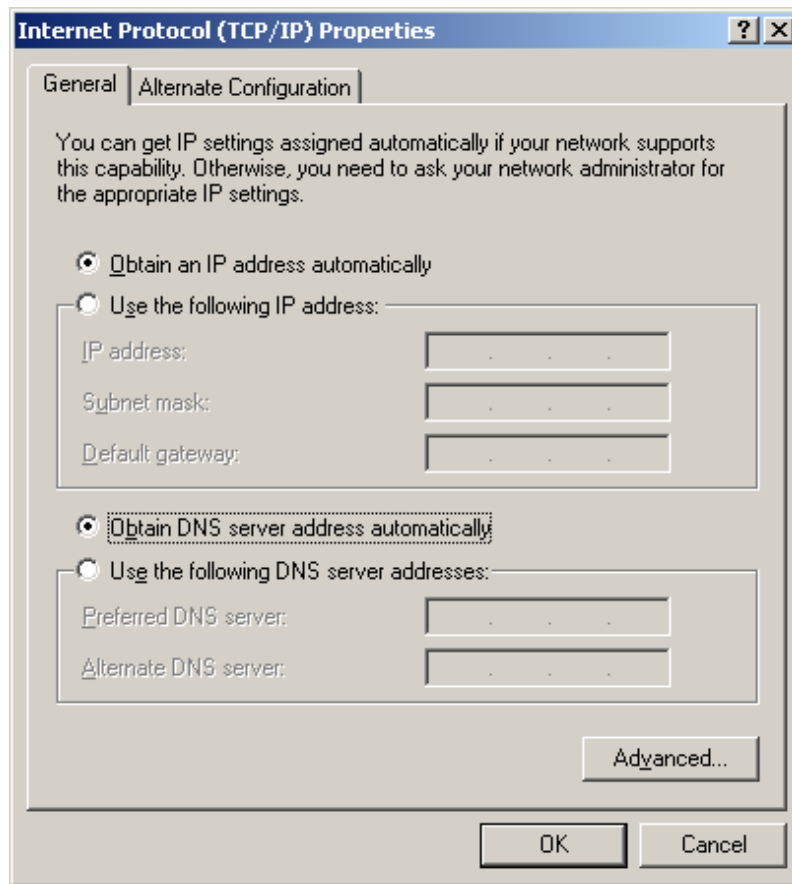 Internet Protocol (TCP/IP) Properties
General
Alternate Configuration
You can get IP settings assigned automatically if your network supports
this capability. Otherwise, you need to ask your network administrator for
the appropriate IP settings.
Obtain an IP address automatically
Use the following IP address:
IP address:
Subnet mask:
Default gateway:
Obtain DNS server address automatically
Use the following DNS server addresses:
Preferred DNS server:
Alternate DNS server:
Advanced...
OK
Cancel